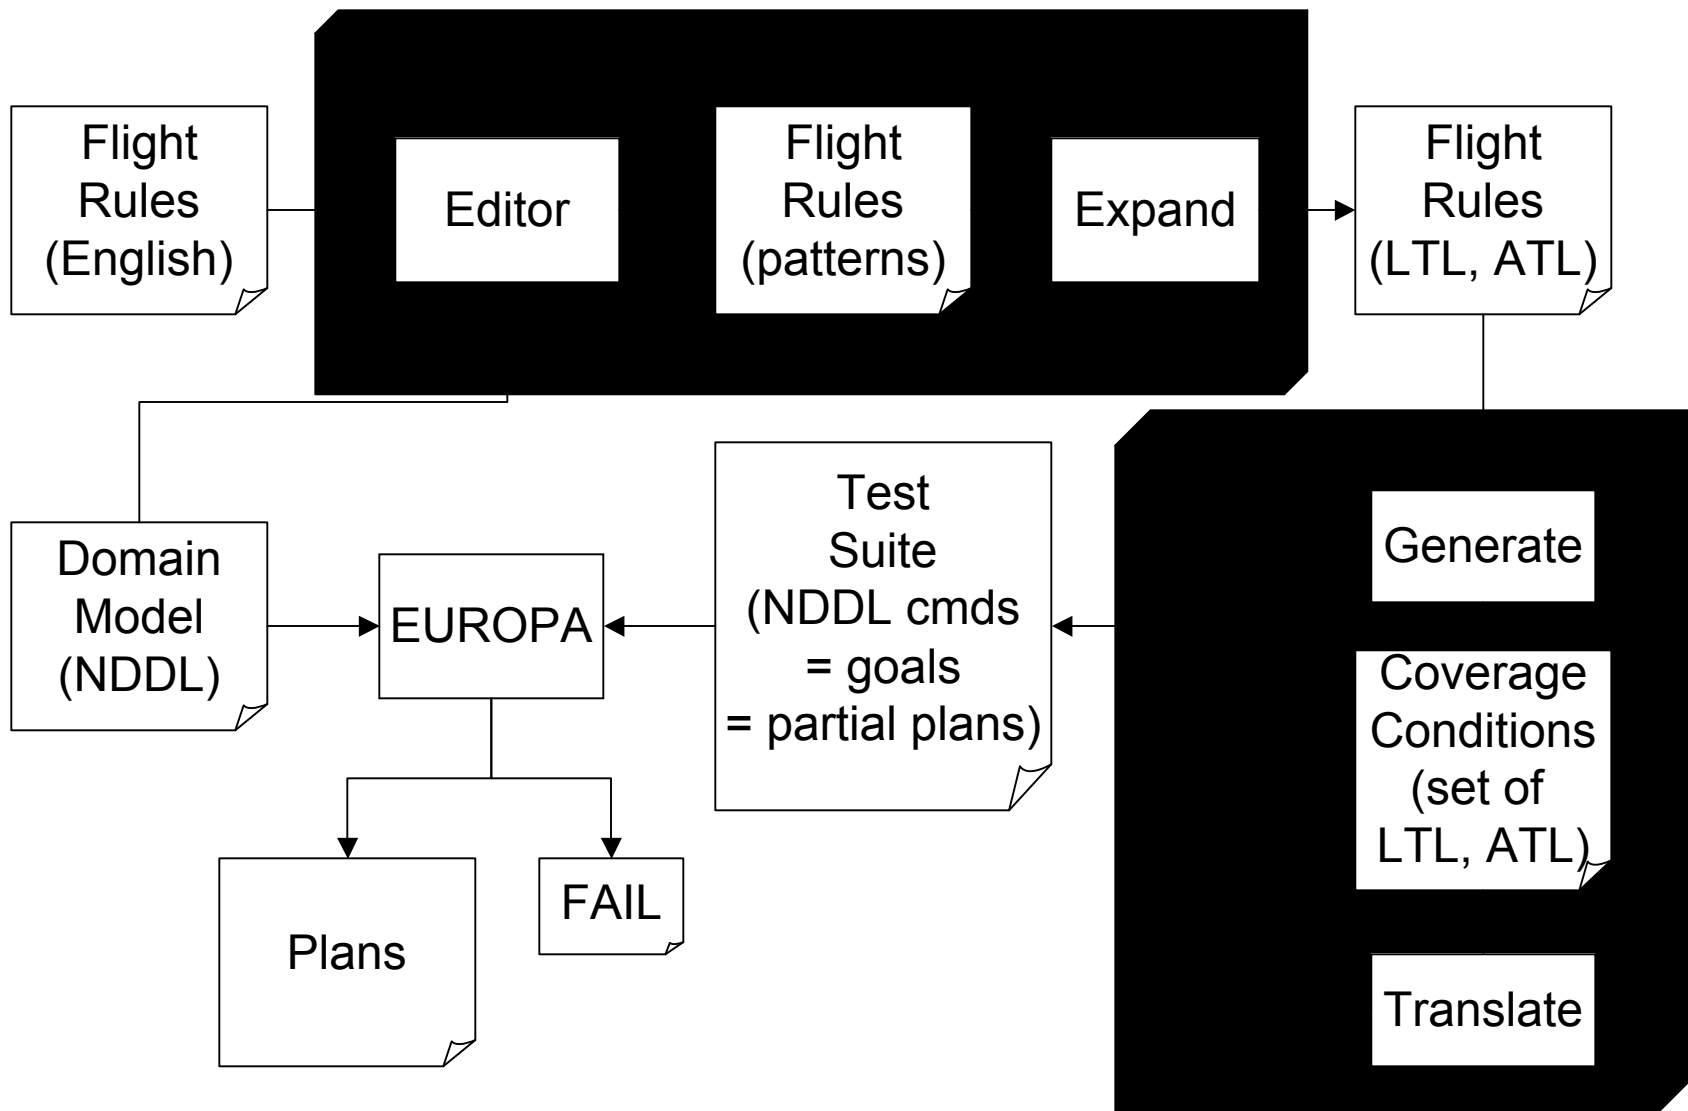 Flight
Rules
(English)
Editor
Flight
Rules
(patterns)
Expand
Flight
Rules
(LTL, ATL)
Domain
Model
(NDDL)
EUROPA
Test
Suite
(NDDL cmds
= goals
= partial plans)
Generate
Coverage
Conditions
(set of
LTL, ATL)
Translate
Plans
FAIL